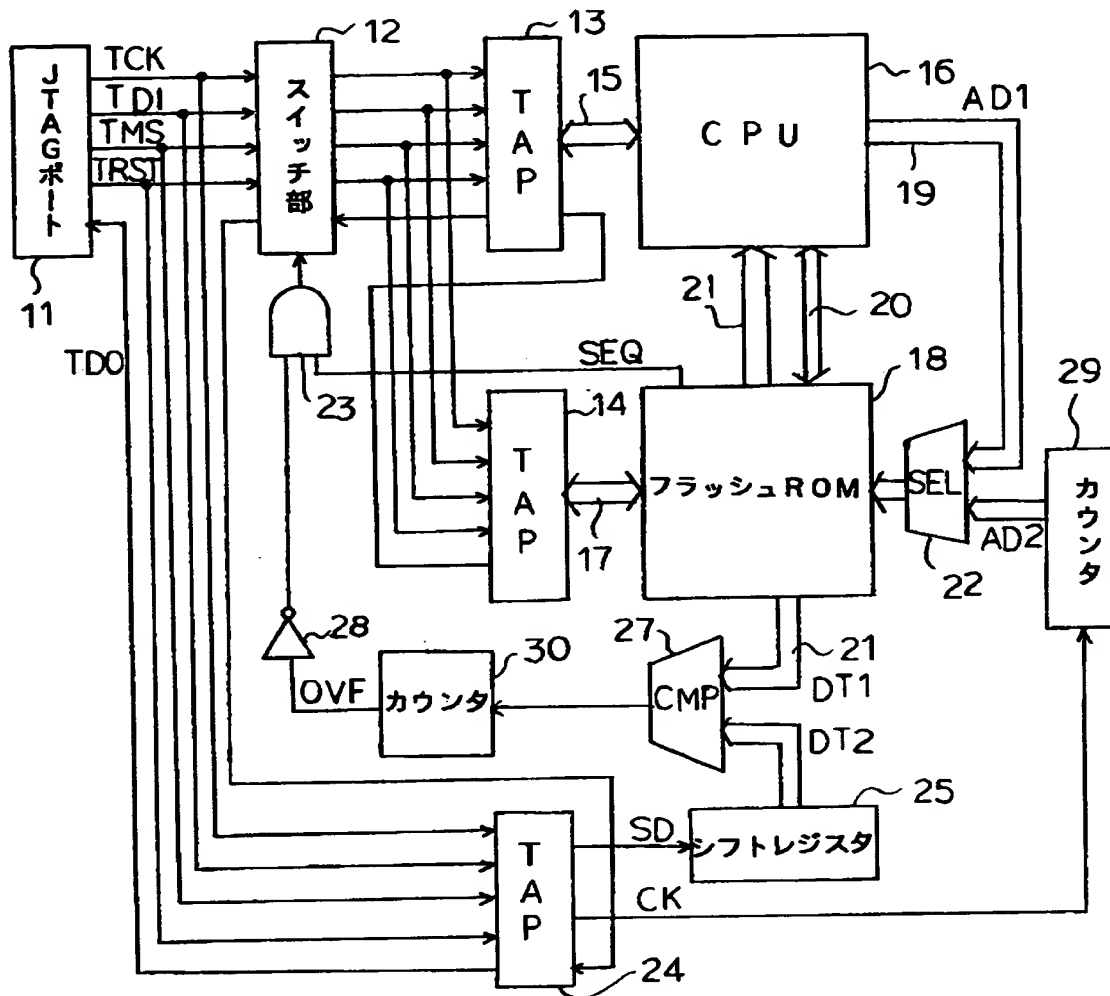 13
12
JTAGポート
TCK
TDI
TMS
TRST
スイッチ部
TAP
15
CPU
16
AD1
19
11
TDO
23
SEQ
21
20
18
14
TAP
17
フラッシュROM
SEL
22
AD2
29
カウンタ
28
OVF
30
カウンタ
27
CMP
21
DT1
DT2
25
シフトレジスタ
SD
TAP
CK
24